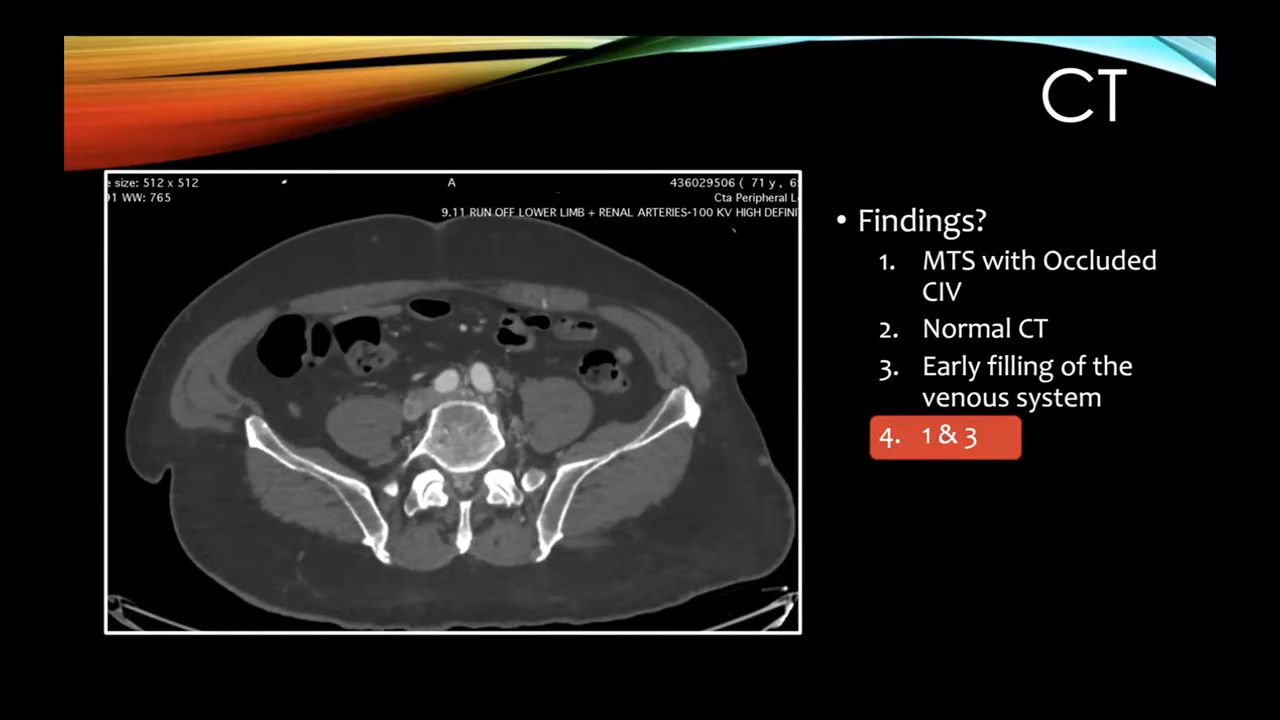 CT
e size: 512 x 512
A
436029506 ( 71 y, 6
91 WW: 765
Cta Peripheral L
9.11 RUN OFF LOWER LIMB + RENAL ARTERIES-100 KV HIGH DEFINI
• Findings?
1. MTS with Occluded
CIV
2. Normal CT
3. Early filling of the
venous system
4. 1 & 3